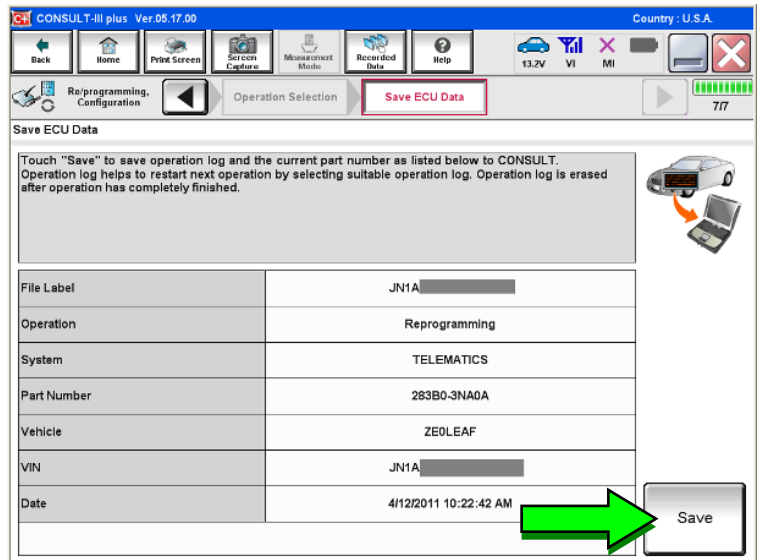 C+ CONSULT-III plus Ver.05.17.00 Country : U.S.A.
Back Home Print Screen Screen Capture Measurement Mode Recorded Data Help 13.2V VI MI
Re/programming, Configuration Operation Selection Save ECU Data 7/7
Save ECU Data
Touch "Save" to save operation log and the current part number as listed below to CONSULT.
Operation log helps to restart next operation by selecting suitable operation log. Operation log is erased
after operation has completely finished.
File Label JN1A
Operation Reprogramming
System TELEMATICS
Part Number 283B0-3NA0A
Vehicle ZE0LEAF
VIN JN1A
Date 4/12/2011 10:22:42 AM
Save